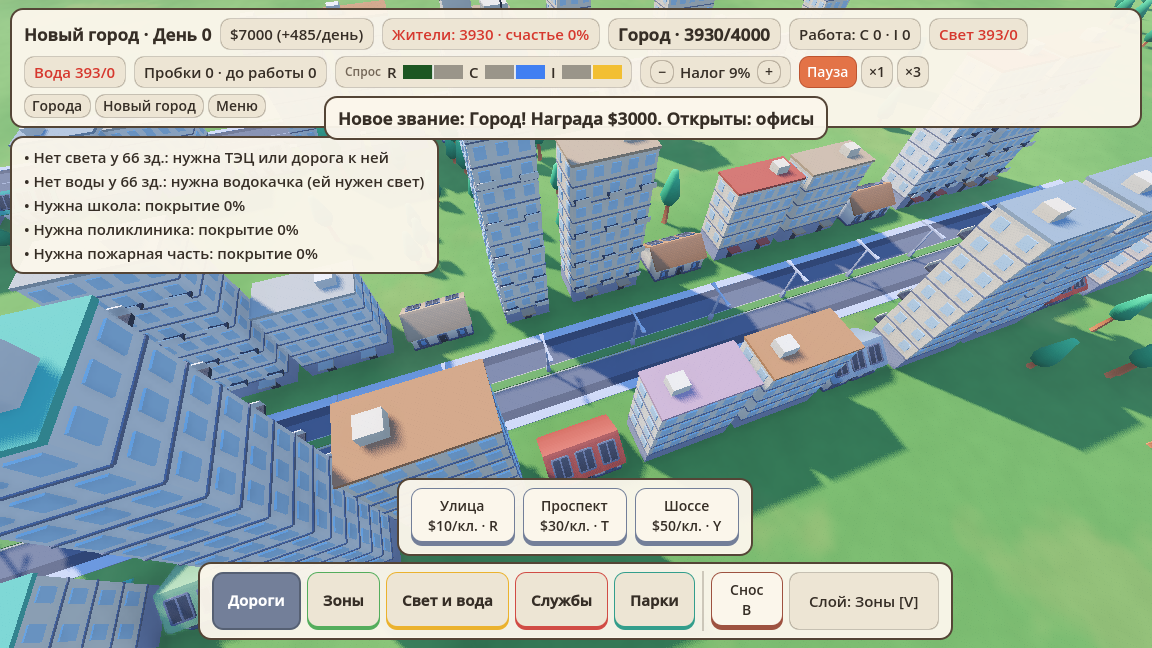 Новый город · День 0
$7000 (+485/день)
Жители: 3930 · счастье 0%
Город · 3930/4000
Работа: C 0 · I 0
Свет 393/0
Вода 393/0
Пробки 0 · до работы 0
Спрос R C I
− Налог 9% +
Пауза
×1
×3
Города
Новый город
Меню
Новое звание: Город! Награда $3000. Открыты: офисы
• Нет света у 66 зд.: нужна ТЭЦ или дорога к ней
• Нет воды у 66 зд.: нужна водокачка (ей нужен свет)
• Нужна школа: покрытие 0%
• Нужна поликлиника: покрытие 0%
• Нужна пожарная часть: покрытие 0%
Улица
$10/кл. · R
Проспект
$30/кл. · T
Шоссе
$50/кл. · Y
Дороги
Зоны
Свет и вода
Службы
Парки
Снос
B
Слой: Зоны [V]